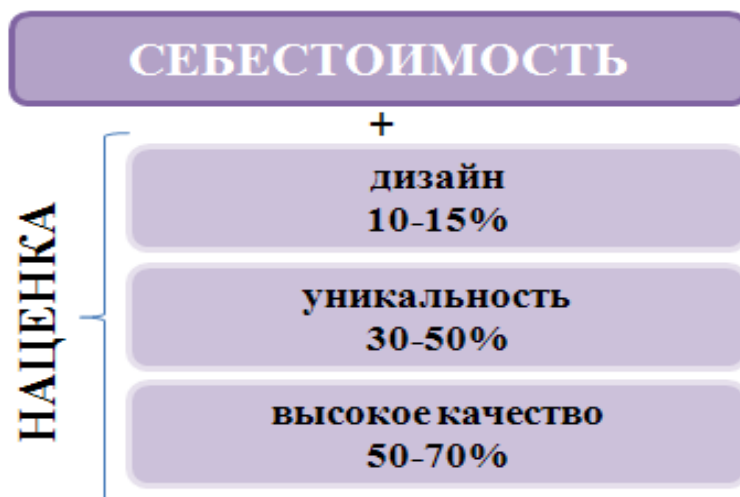 СЕБЕСТОИМОСТЬ
+
НАЦЕНКА
дизайн
10-15%
уникальность
30-50%
высокое качество
50-70%